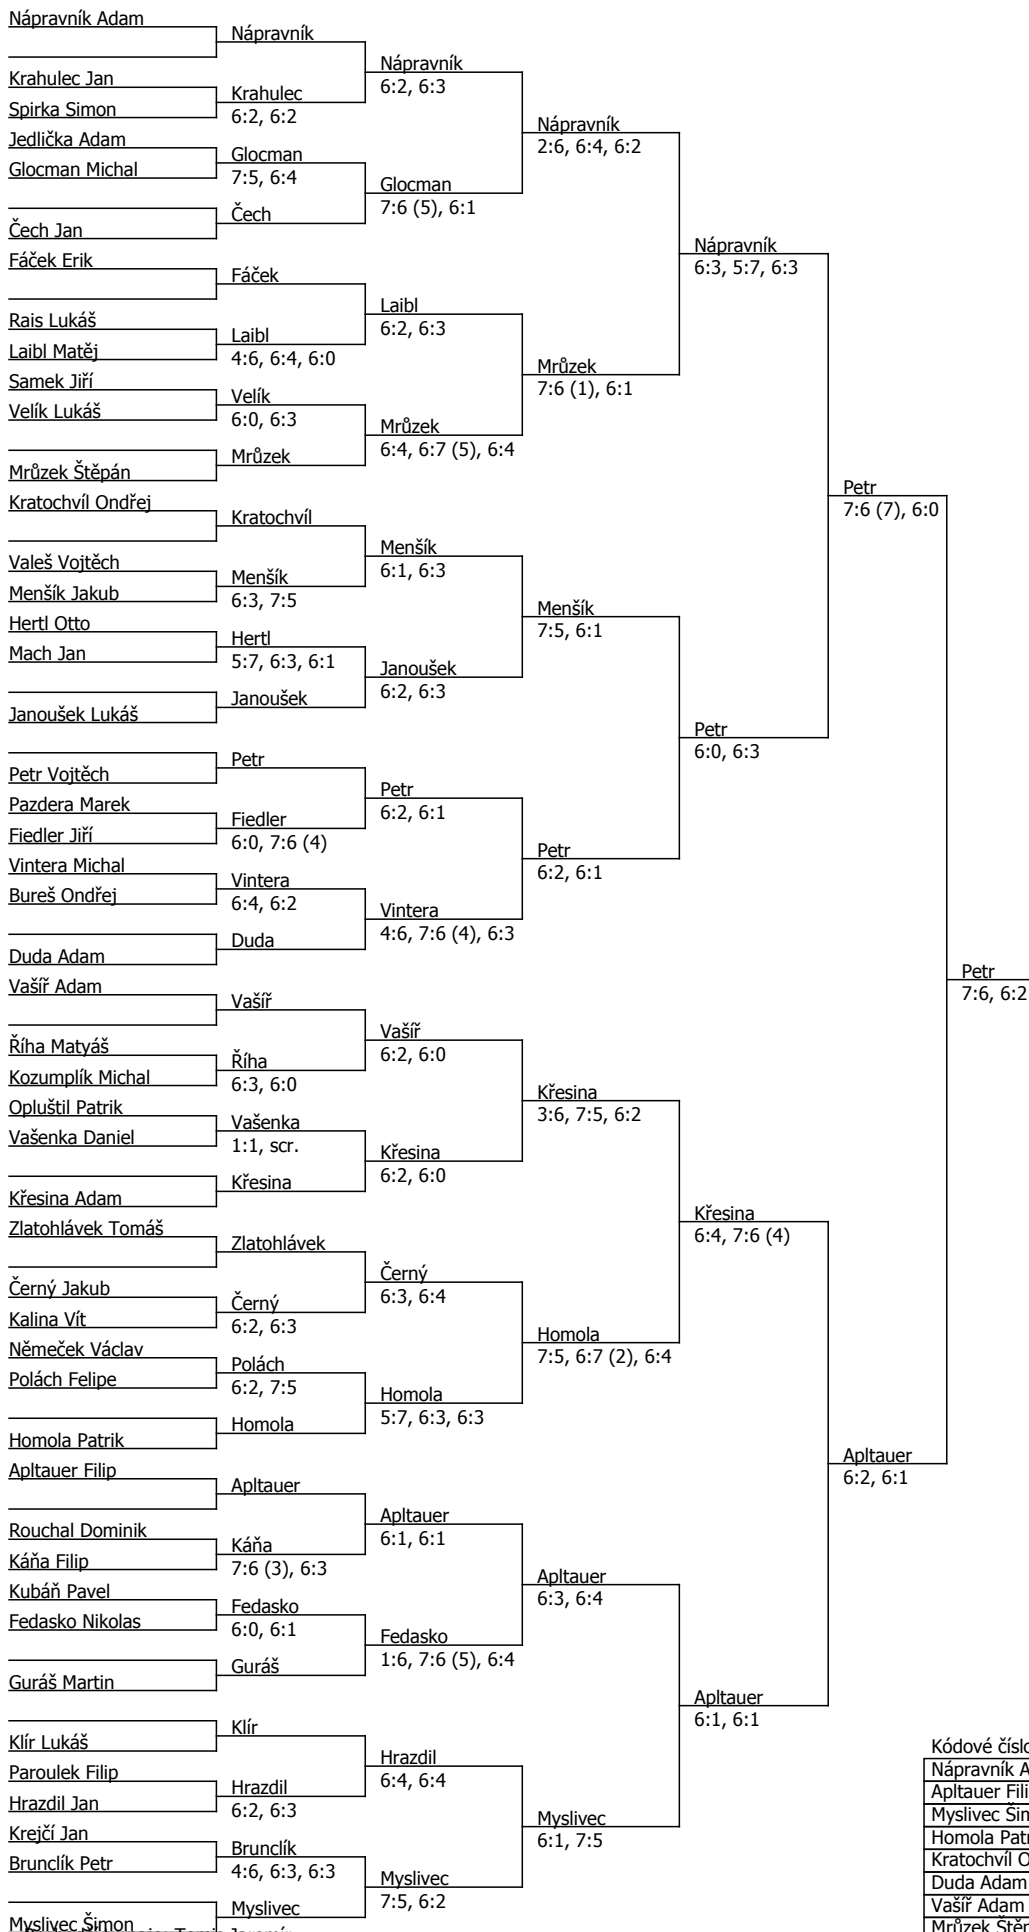 Nápravník Adam
Krahulec Jan
Spirka Simon
Jedlička Adam
Glocman Michal
Čech Jan
Fáček Erik
Rais Lukáš
Laibl Matěj
Samek Jiří
Velík Lukáš
Mrůzek Štěpán
Kratochvíl Ondřej
Valeš Vojtěch
Menšík Jakub
Hertl Otto
Mach Jan
Janoušek Lukáš
Petr Vojtěch
Pazdera Marek
Fiedler Jiří
Vintera Michal
Bureš Ondřej
Duda Adam
Vašíř Adam
Říha Matyáš
Kozumplík Michal
Opluštil Patrik
Vašenka Daniel
Křesina Adam
Zlatohlávek Tomáš
Černý Jakub
Kalina Vít
Němeček Václav
Polách Felipe
Homola Patrik
Apltauer Filip
Rouchal Dominik
Káňa Filip
Kubáň Pavel
Fedasko Nikolas
Guráš Martin
Klír Lukáš
Paroulek Filip
Hrazdil Jan
Krejčí Jan
Brunclík Petr
Myslivec Šimon
Nápravník
Krahulec
6:2, 6:2
Glocman
7:5, 6:4
Čech
Fáček
Laibl
4:6, 6:4, 6:0
Velík
6:0, 6:3
Mrůzek
Kratochvíl
Menšík
6:3, 7:5
Hertl
5:7, 6:3, 6:1
Janoušek
Petr
Fiedler
6:0, 7:6 (4)
Vintera
6:4, 6:2
Duda
Vašíř
Říha
6:3, 6:0
Vašenka
1:1, scr.
Křesina
Zlatohlávek
Černý
6:2, 6:3
Polách
6:2, 7:5
Homola
Apltauer
Káňa
7:6 (3), 6:3
Fedasko
6:0, 6:1
Guráš
Klír
Hrazdil
6:2, 6:3
Brunclík
4:6, 6:3, 6:3
Myslivec
Nápravník
6:2, 6:3
Glocman
7:6 (5), 6:1
Laibl
6:2, 6:3
Mrůzek
6:4, 6:7 (5), 6:4
Menšík
6:1, 6:3
Janoušek
6:2, 6:3
Petr
6:2, 6:1
Vintera
4:6, 7:6 (4), 6:3
Vašíř
6:2, 6:0
Křesina
6:2, 6:0
Černý
6:3, 6:4
Homola
5:7, 6:3, 6:3
Apltauer
6:1, 6:1
Fedasko
1:6, 7:6 (5), 6:4
Hrazdil
6:4, 6:4
Myslivec
7:5, 6:2
Nápravník
2:6, 6:4, 6:2
Mrůzek
7:6 (1), 6:1
Menšík
7:5, 6:1
Petr
6:2, 6:1
Křesina
3:6, 7:5, 6:2
Homola
7:5, 6:7 (2), 6:4
Apltauer
6:3, 6:4
Myslivec
6:1, 7:5
Nápravník
6:3, 5:7, 6:3
Petr
6:0, 6:3
Křesina
6:4, 7:6 (4)
Apltauer
6:1, 6:1
Petr
7:6 (7), 6:0
Apltauer
6:2, 6:1
Petr
7:6, 6:2
Kódové číslo
Nápravník A
Apltauer Fili
Myslivec Šim
Homola Patr
Kratochvíl O
Duda Adam
Vašíř Adam
Mrůzek Štěp